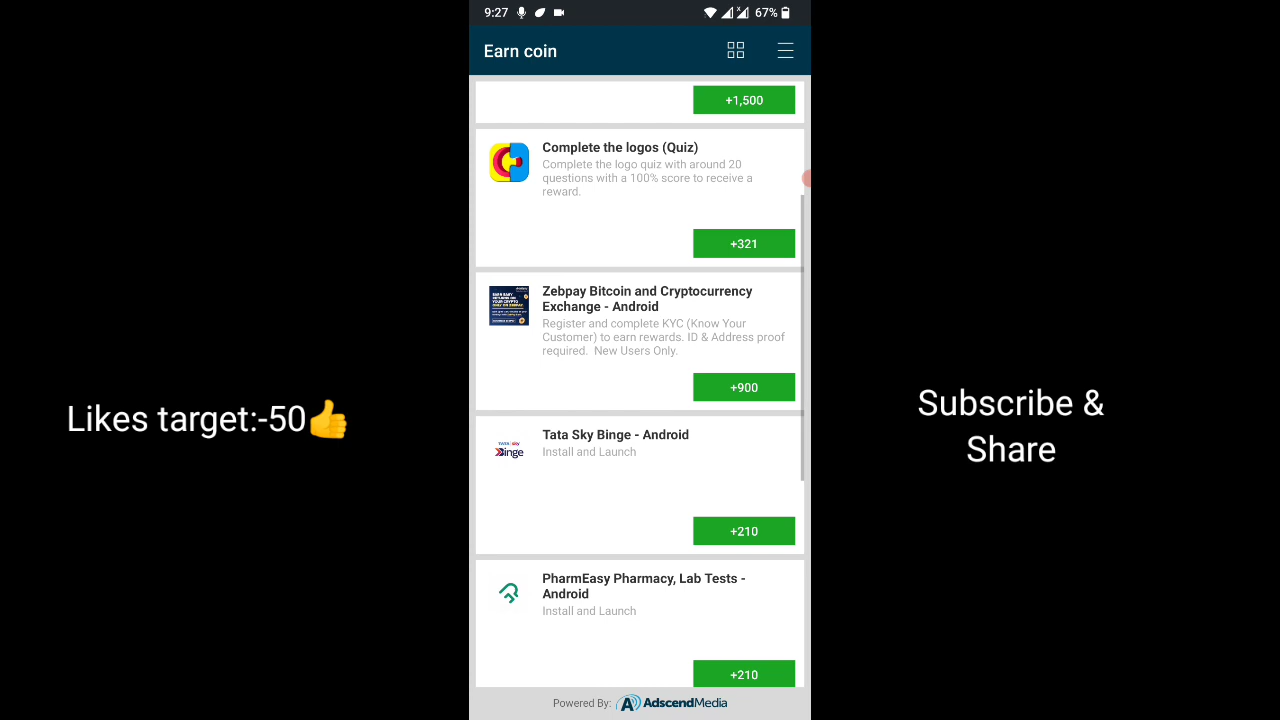 9:27
67%
Earn coin
+1,500
Complete the logos (Quiz)
Complete the logo quiz with around 20
questions with a 100% score to receive a
reward.
+321
Zebpay Bitcoin and Cryptocurrency
Exchange - Android
Register and complete KYC (Know Your
Customer) to earn rewards. ID & Address proof
required. New Users Only.
+900
TATA sky
Binge
Tata Sky Binge - Android
Install and Launch
+210
PharmEasy Pharmacy, Lab Tests -
Android
Install and Launch
+210
Powered By: AdscendMedia
Likes target:-50👍
Subscribe &
Share